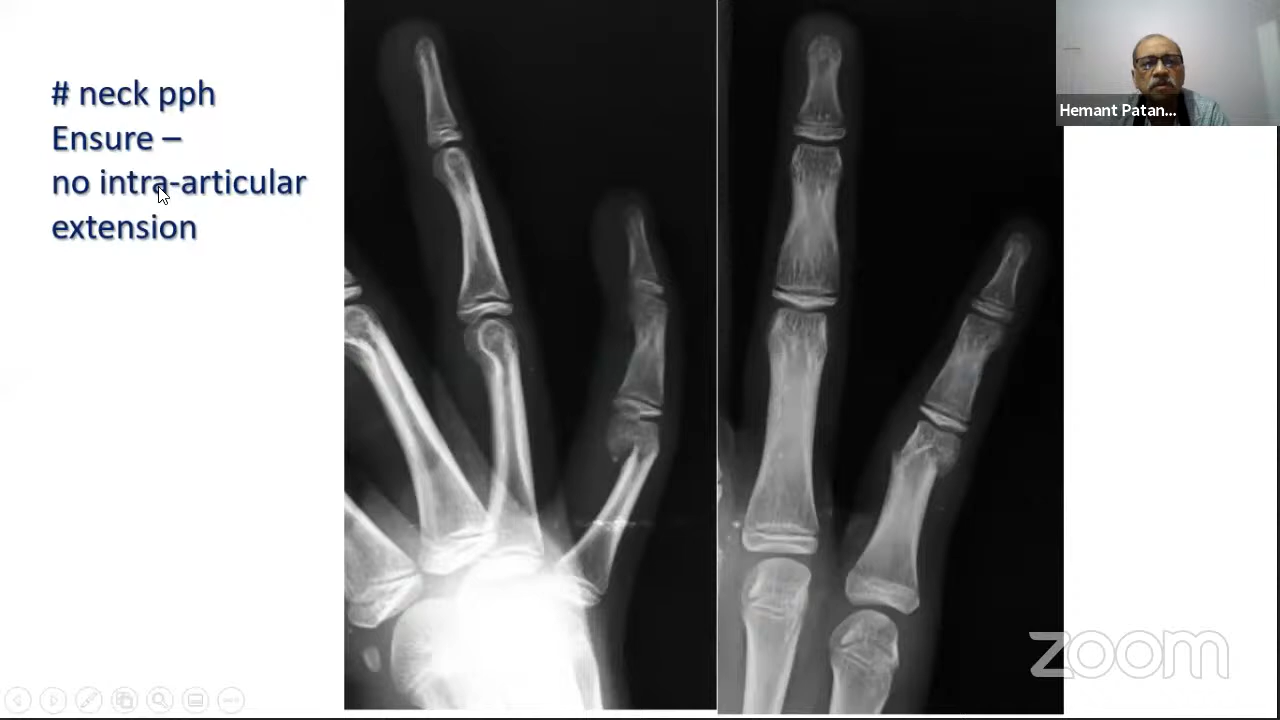 # neck pph
Ensure –
no intra-articular
extension
Hemant Patan...
zoom